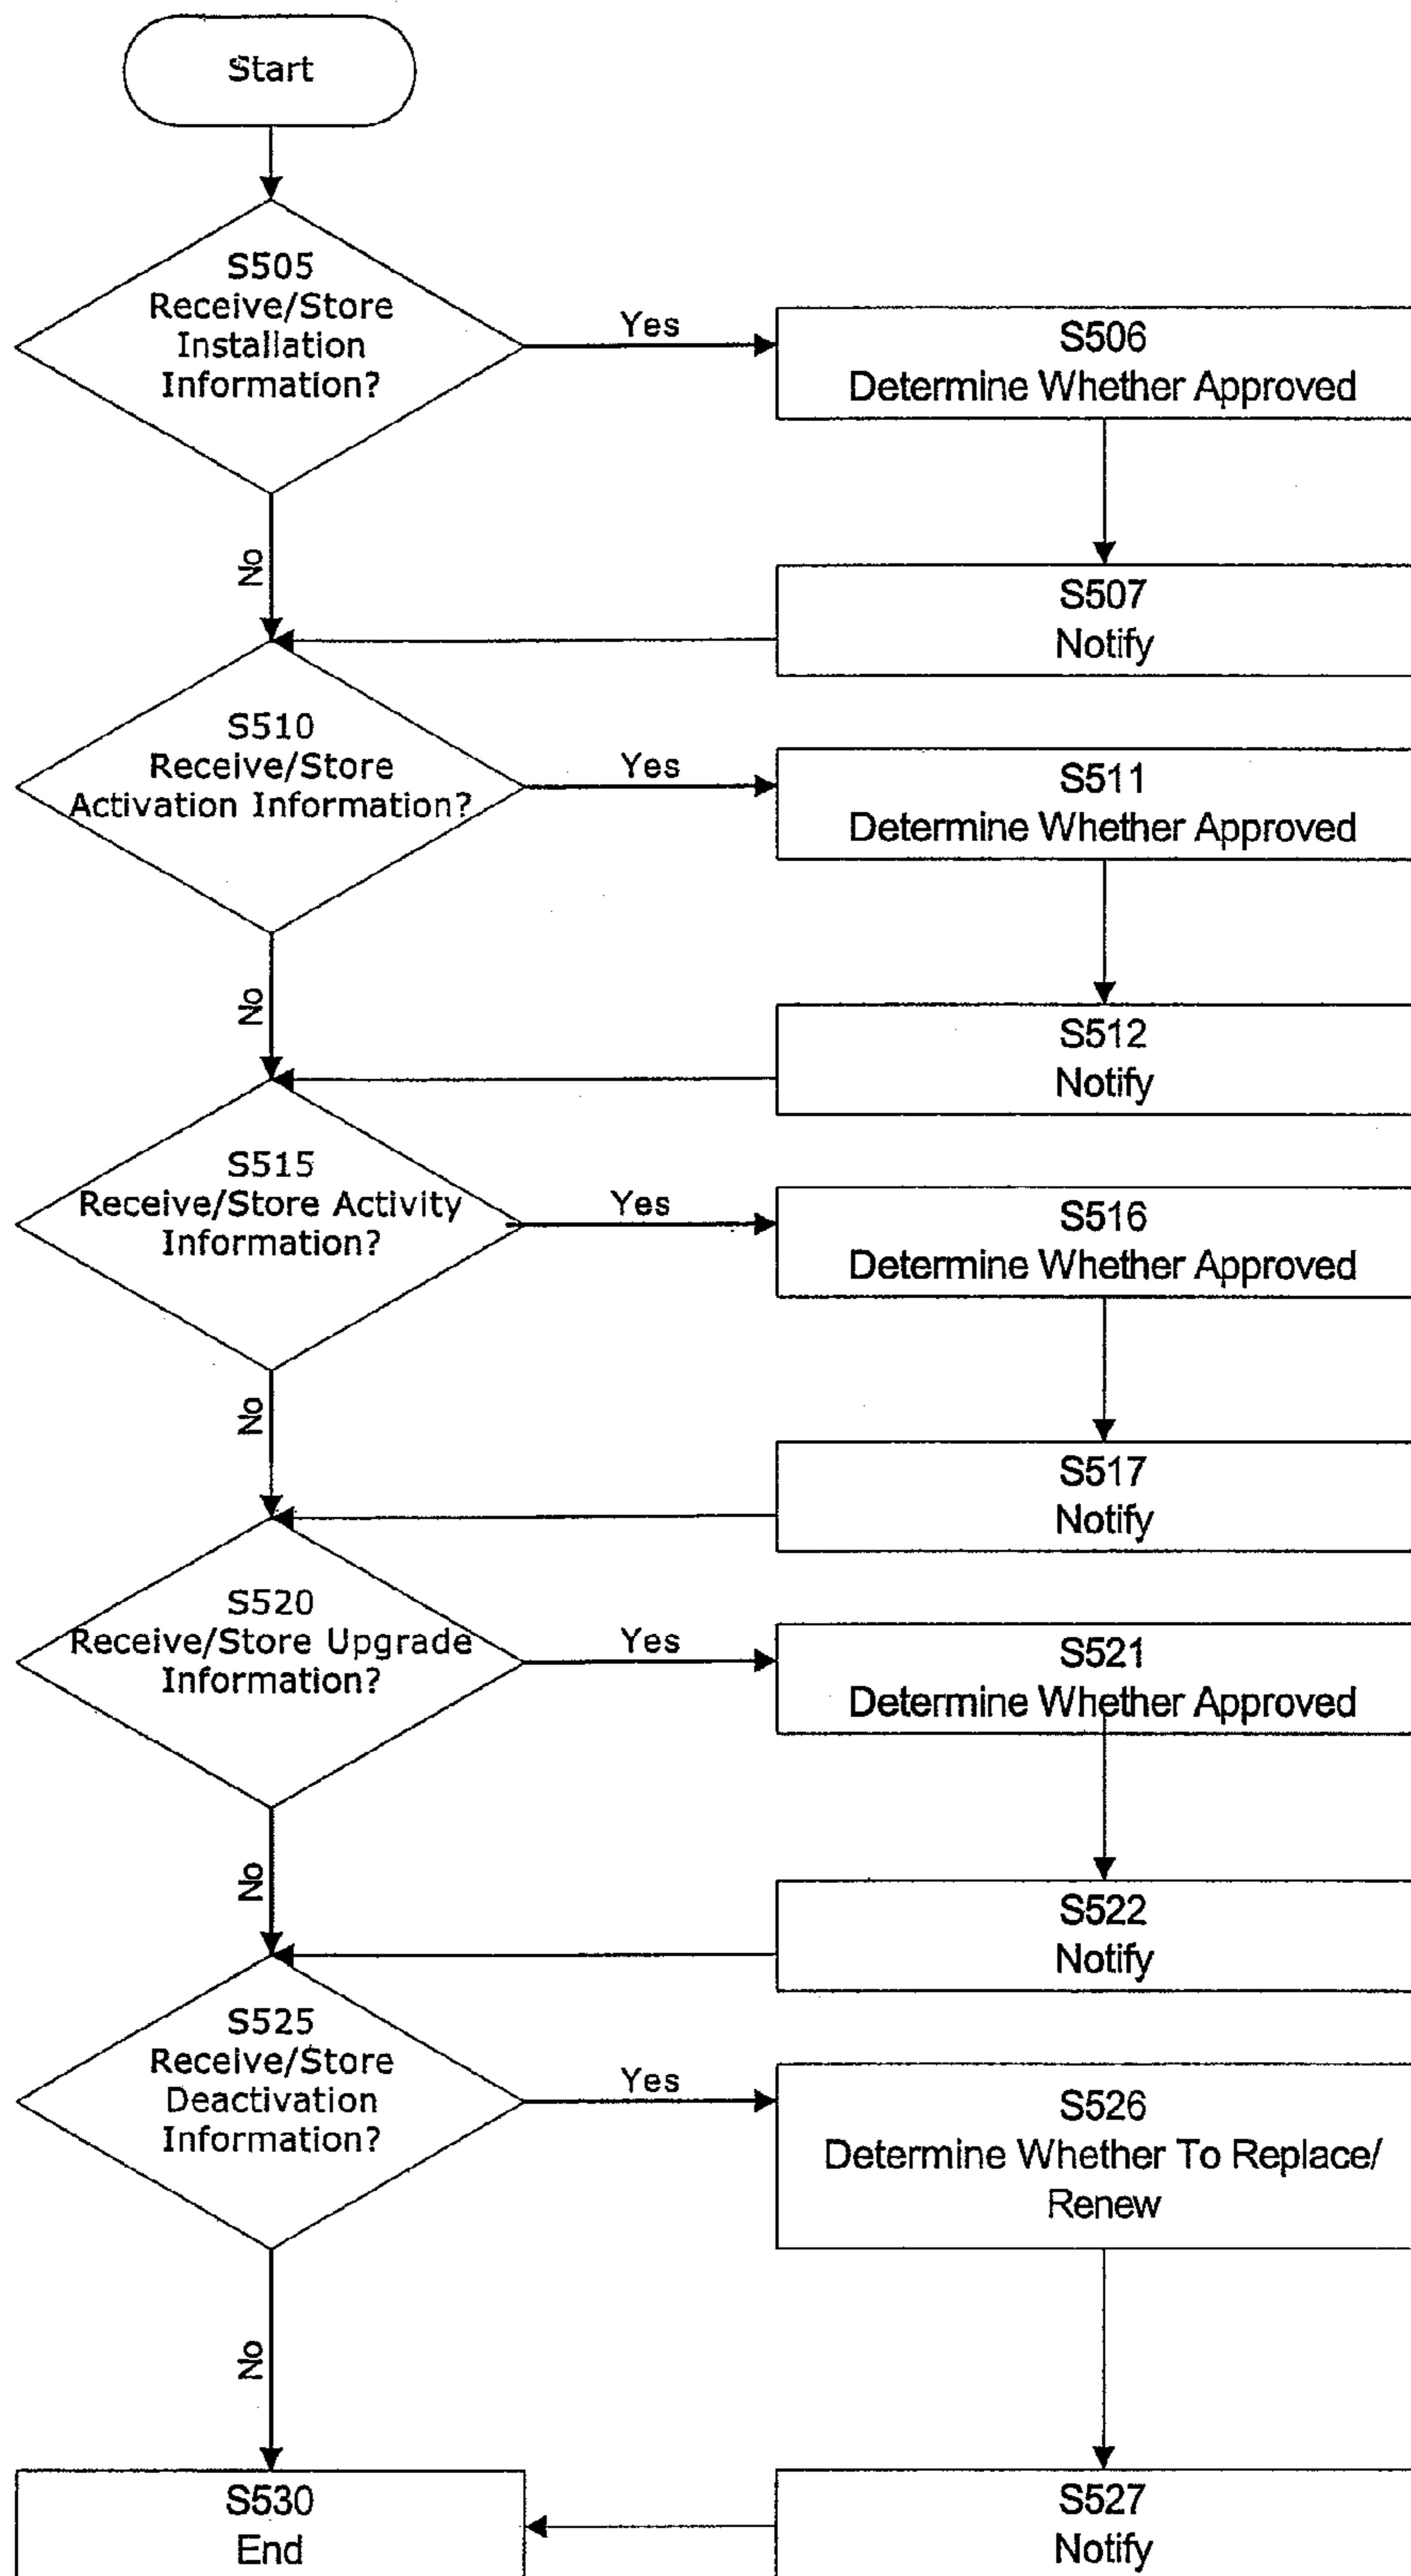 Start
S505
Receive/Store
Installation
Information?
Yes
S506
Determine Whether Approved
No
S507
Notify
S510
Receive/Store
Activation Information?
Yes
S511
Determine Whether Approved
No
S512
Notify
S515
Receive/Store Activity
Information?
Yes
S516
Determine Whether Approved
No
S517
Notify
S520
Receive/Store Upgrade
Information?
Yes
S521
Determine Whether Approved
No
S522
Notify
S525
Receive/Store
Deactivation
Information?
Yes
S526
Determine Whether To Replace/
Renew
No
S530
End
S527
Notify